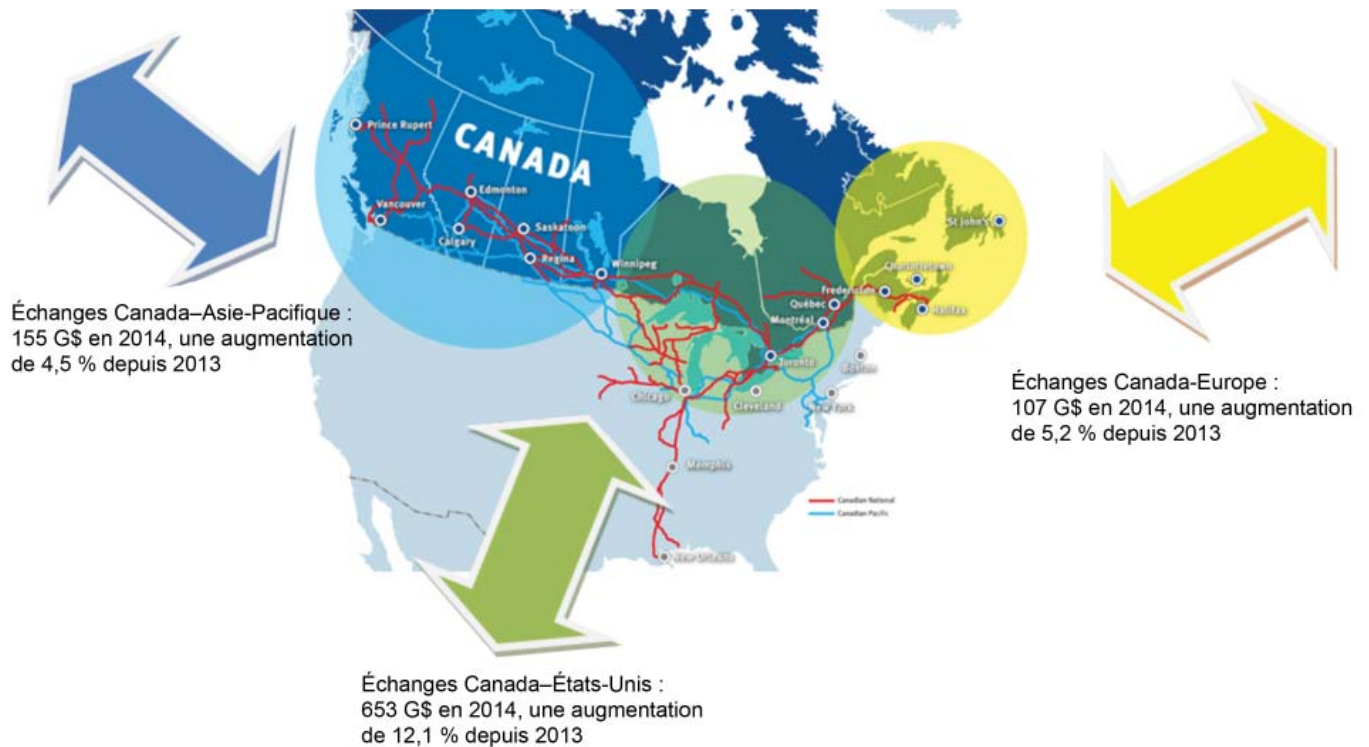 CANADA
Prince Rupert
Edmonton
Vancouver
Calgary
Saskatoon
Regina
Winnipeg
St John's
Charlottetown
Fredericton
Halifax
Québec
Montréal
Toronto
Boston
Chicago
Cleveland
New York
Memphis
New Orleans
Canadian National
Canadian Pacific
Échanges Canada–Asie-Pacifique :
155 G$ en 2014, une augmentation
de 4,5 % depuis 2013
Échanges Canada-Europe :
107 G$ en 2014, une augmentation
de 5,2 % depuis 2013
Échanges Canada–États-Unis :
653 G$ en 2014, une augmentation
de 12,1 % depuis 2013